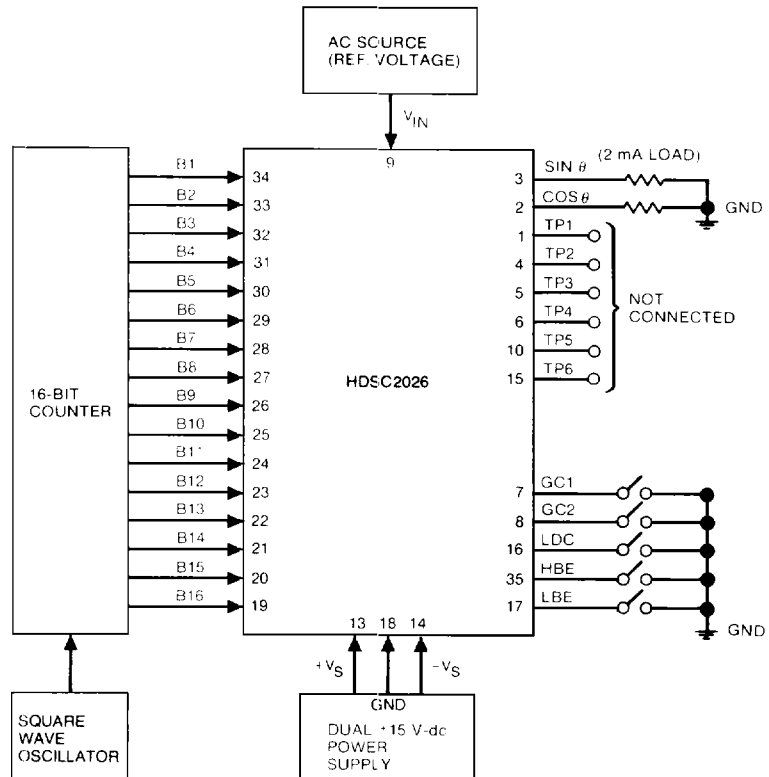 AC SOURCE
(REF. VOLTAGE)
VIN
9
16-BIT
COUNTER
B1
B2
B3
B4
B5
B6
B7
B8
B9
B10
B11
B12
B13
B14
B15
B16
34
33
32
31
30
29
28
27
26
25
24
23
22
21
20
19
HDSC2026
3 SIN θ (2 mA LOAD)
2 COS θ GND
1 TP1
4 TP2
5 TP3
6 TP4
10 TP5
15 TP6
NOT
CONNECTED
7 GC1
8 GC2
16 LDC
35 HBE
17 LBE
GND
13 18 14
+VS −VS
GND
DUAL ±15 V-dc
POWER
SUPPLY
SQUARE
WAVE
OSCILLATOR